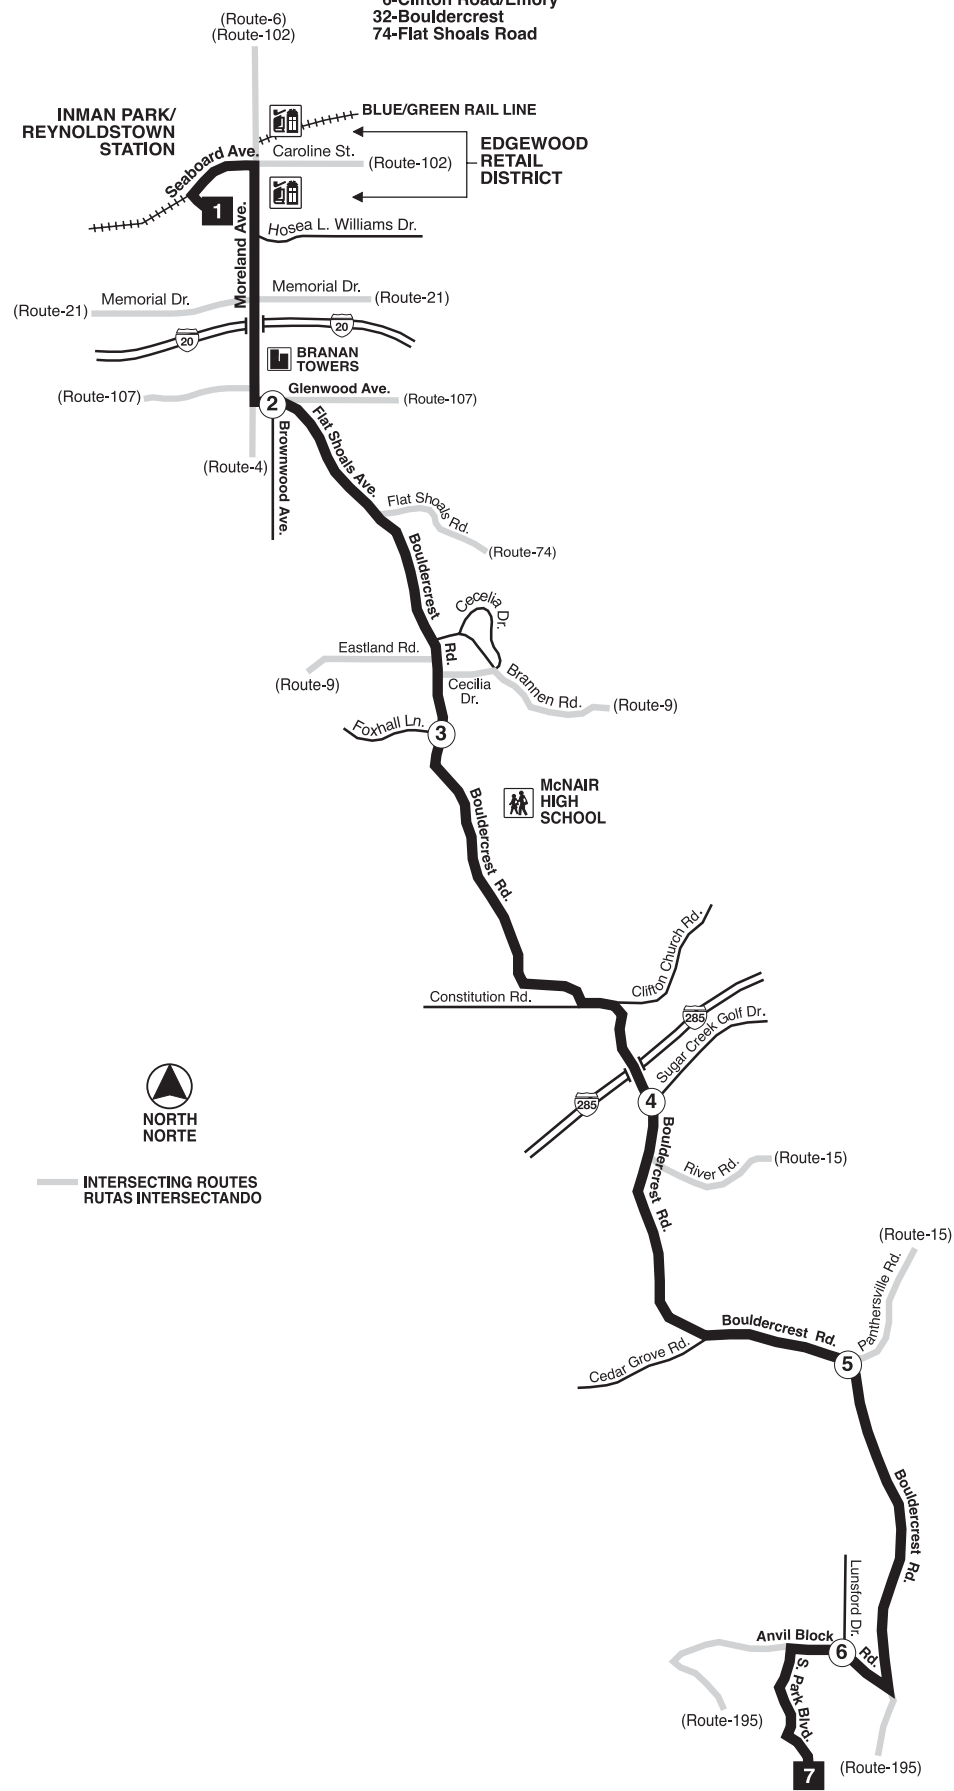 6-Clifton Road/Emory
32-Bouldercrest
74-Flat Shoals Road
(Route-6)
(Route-102)
BLUE/GREEN RAIL LINE
INMAN PARK/
REYNOLDSTOWN
STATION
EDGEWOOD
RETAIL
DISTRICT
Seaboard Ave.
Caroline St.
(Route-102)
1
Moreland Ave.
Hosea L. Williams Dr.
Memorial Dr.
(Route-21)
Memorial Dr.
(Route-21)
20
20
BRANAN
TOWERS
Glenwood Ave.
(Route-107)
(Route-107)
2
Flat Shoals Ave.
Brownwood Ave.
(Route-4)
Flat Shoals Rd.
(Route-74)
Bouldercrest Rd.
Cecelia Dr.
Eastland Rd.
(Route-9)
Cecilia
Dr.
Brannen Rd.
(Route-9)
Foxhall Ln.
3
McNAIR
HIGH
SCHOOL
Bouldercrest Rd.
Clifton Church Rd.
Constitution Rd.
285
Sugar Creek Golf Dr.
285
4
NORTH
NORTE
Bouldercrest Rd.
River Rd.
(Route-15)
INTERSECTING ROUTES
RUTAS INTERSECTANDO
(Route-15)
Panthersville Rd.
Bouldercrest Rd.
Cedar Grove Rd.
5
Bouldercrest Rd.
Lunsford Dr.
Anvil Block Rd.
6
S. Park Blvd.
(Route-195)
(Route-195)
7